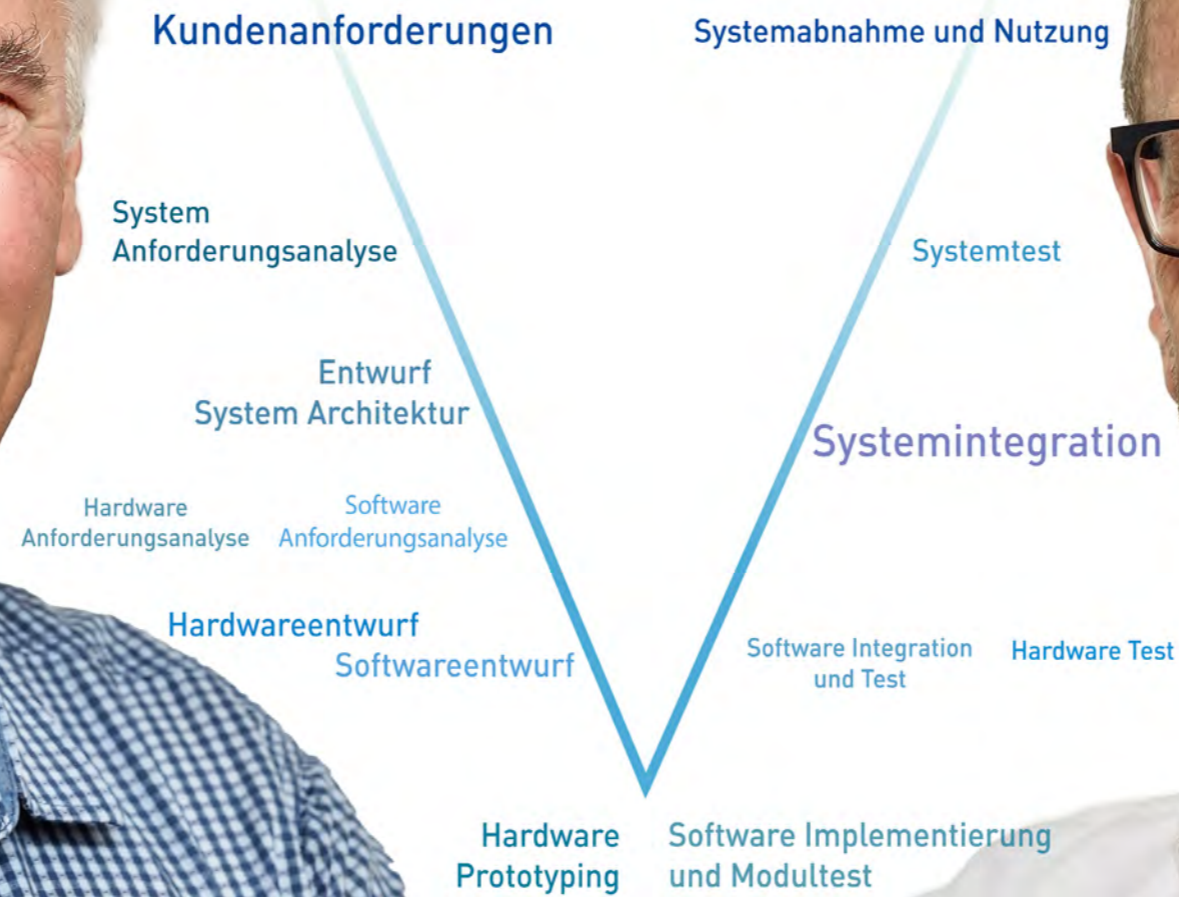 Kundenanforderungen
Systemabnahme und Nutzung
System
Anforderungsanalyse
Systemtest
Entwurf
System Architektur
Systemintegration
Hardware
Anforderungsanalyse
Software
Anforderungsanalyse
Hardwareentwurf
Softwareentwurf
Software Integration
und Test
Hardware Test
Hardware
Prototyping
Software Implementierung
und Modultest